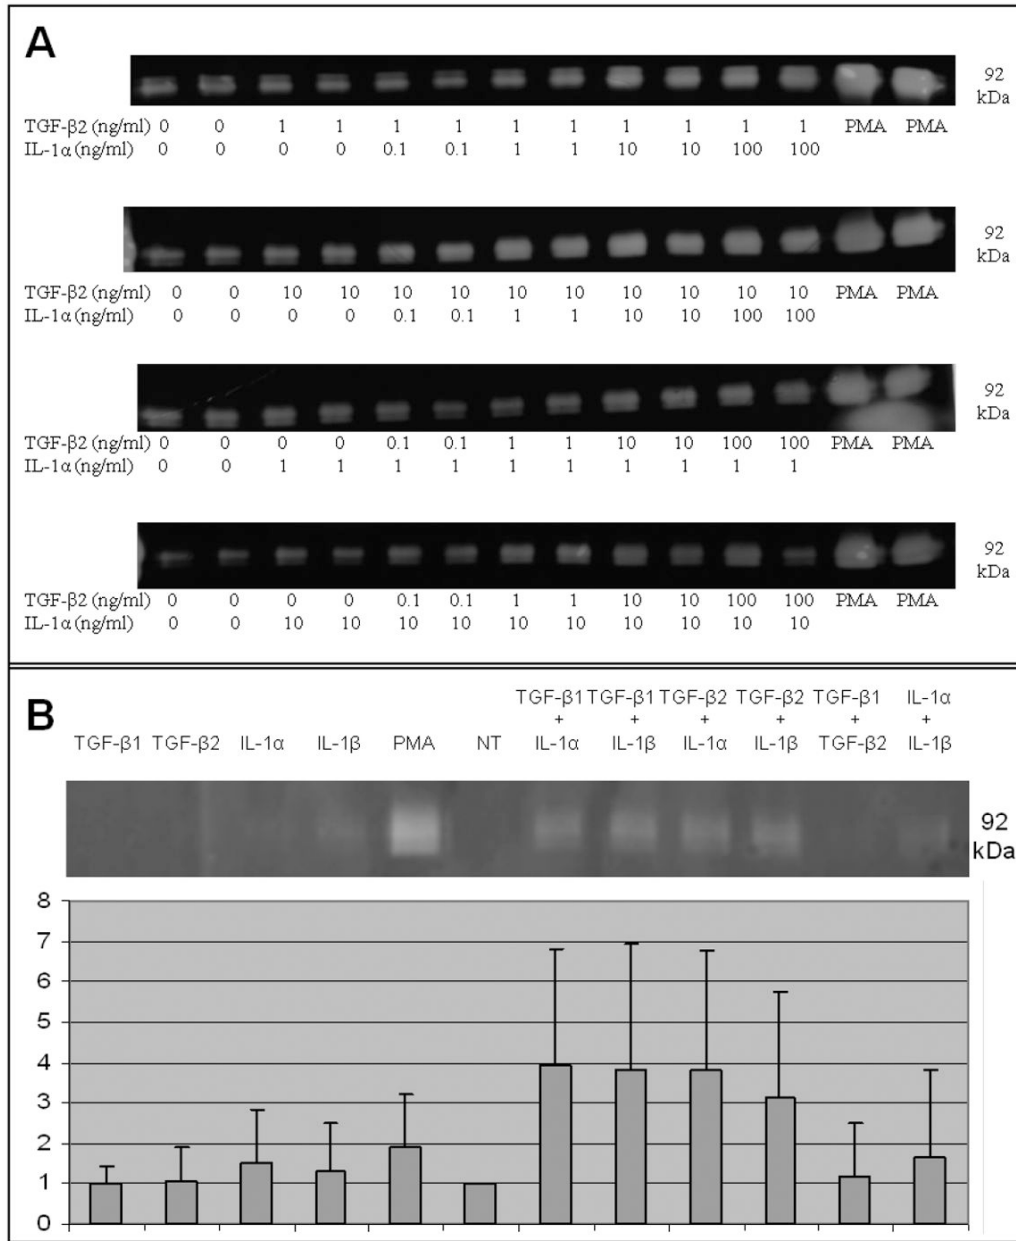 A
92
kDa
TGF-β2 (ng/ml) 0 0 1 1 1 1 1 1 1 1 1 1 PMA PMA
IL-1α (ng/ml) 0 0 0 0 0.1 0.1 1 1 10 10 100 100
92
kDa
TGF-β2 (ng/ml) 0 0 10 10 10 10 10 10 10 10 10 10 PMA PMA
IL-1α (ng/ml) 0 0 0 0 0.1 0.1 1 1 10 10 100 100
92
kDa
TGF-β2 (ng/ml) 0 0 0 0 0.1 0.1 1 1 10 10 100 100 PMA PMA
IL-1α (ng/ml) 0 0 1 1 1 1 1 1 1 1 1 1
92
kDa
TGF-β2 (ng/ml) 0 0 0 0 0.1 0.1 1 1 10 10 100 100 PMA PMA
IL-1α (ng/ml) 0 0 10 10 10 10 10 10 10 10 10 10
B
TGF-β1 TGF-β1 TGF-β2 TGF-β2 TGF-β1 IL-1α
+ + + + + +
TGF-β1 TGF-β2 IL-1α IL-1β PMA NT IL-1α IL-1β IL-1α IL-1β TGF-β2 IL-1β
92
kDa
8
7
6
5
4
3
2
1
0